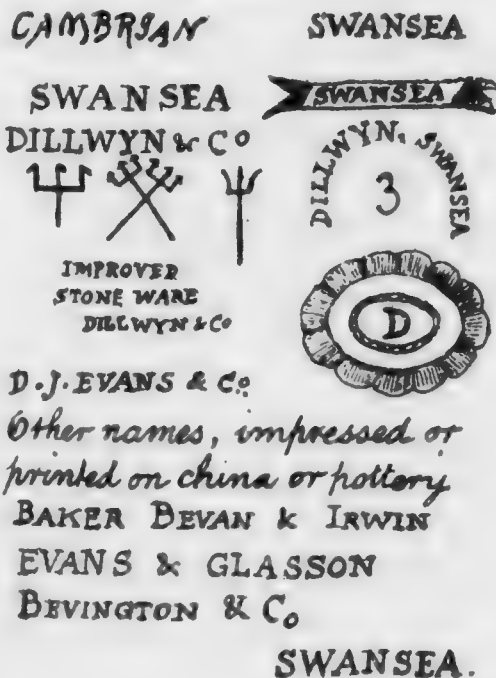 CAMBRIAN
SWANSEA
SWANSEA
SWANSEA
DILLWYN & Co
DILLWYN, SWANSEA
3
IMPROVED
STONE WARE
DILLWYN & Co
D
D.J. EVANS & Co.
Other names, impressed or
printed on china or pottery
BAKER BEVAN & IRWIN
EVANS & GLASSON
BEVINGTON & Co
SWANSEA.